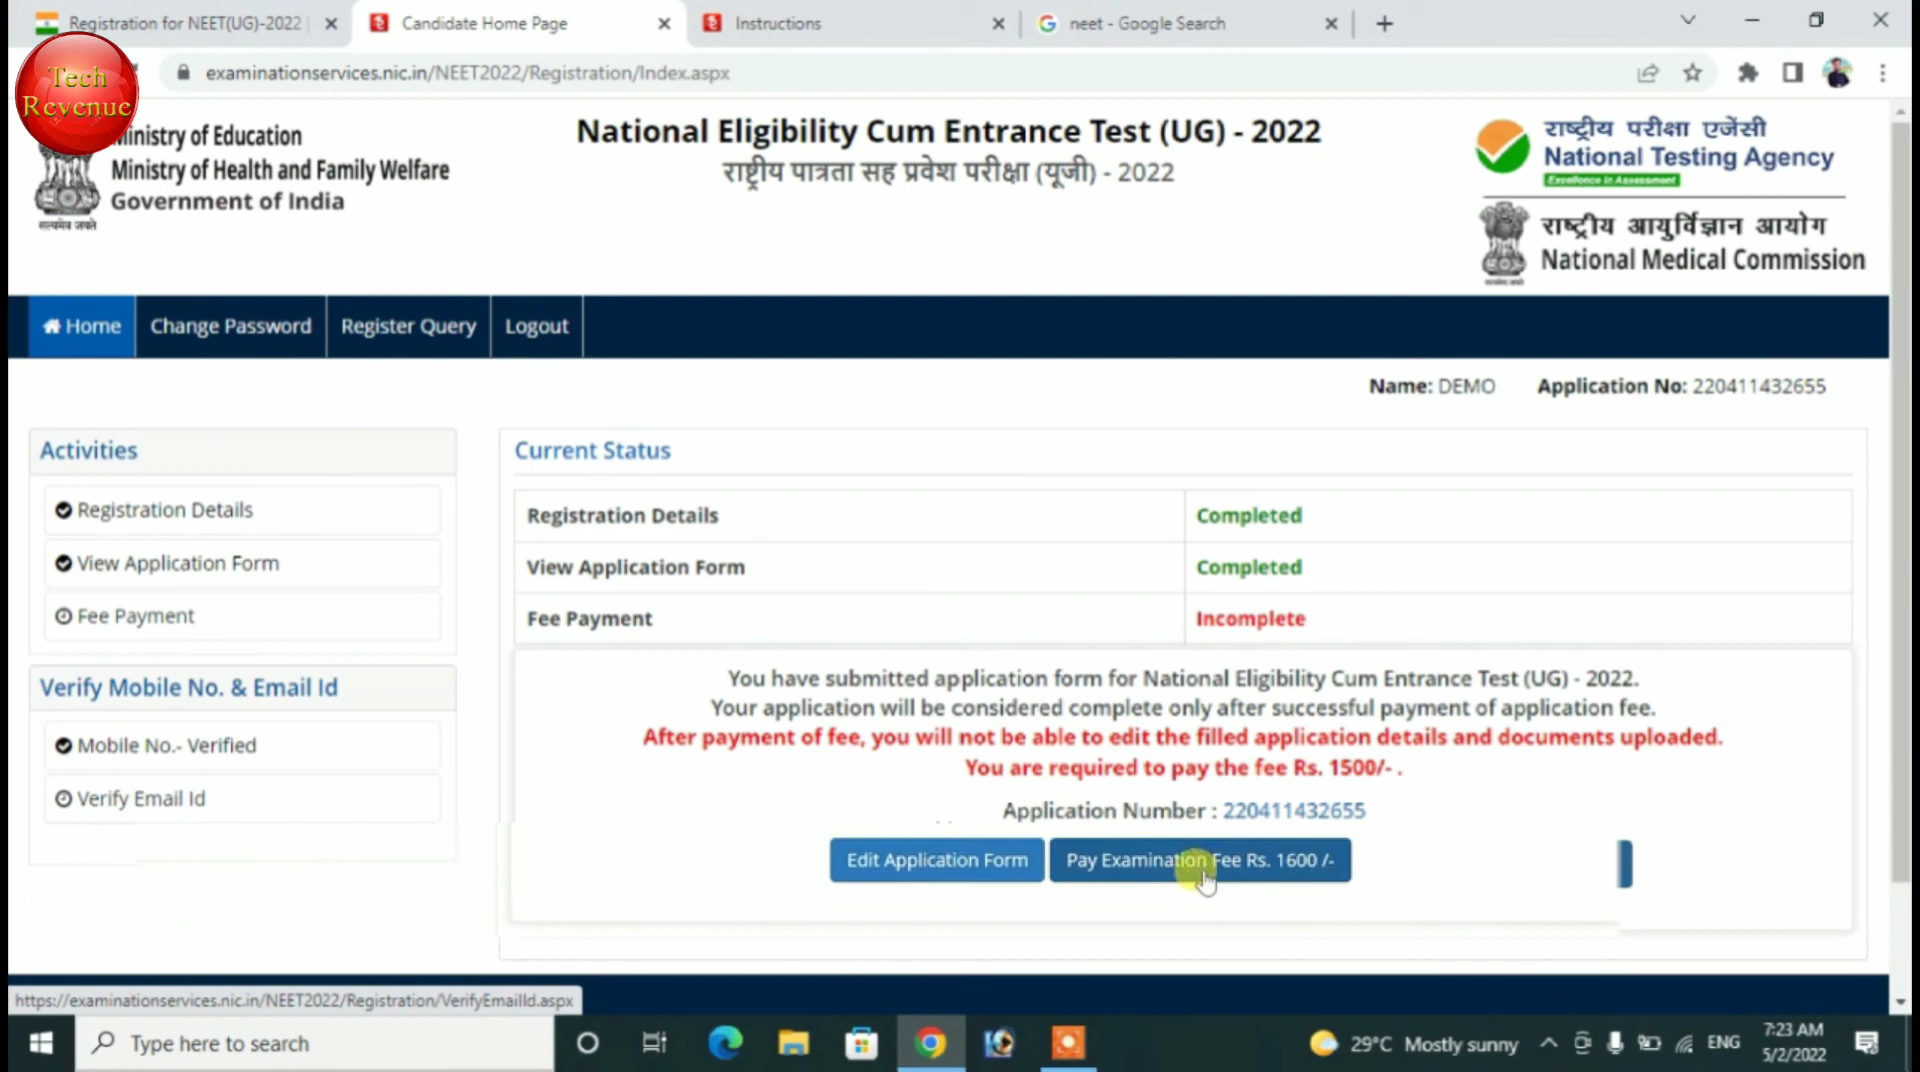 Registration for NEET(UG)-2022
Candidate Home Page
Instructions
neet - Google Search
examinationservices.nic.in/NEET2022/Registration/Index.aspx
Tech
Revenue
inistry of Education
Ministry of Health and Family Welfare
Government of India
सत्यमेव जयते
National Eligibility Cum Entrance Test (UG) - 2022
राष्ट्रीय पात्रता सह प्रवेश परीक्षा (यूजी) - 2022
राष्ट्रीय परीक्षा एजेंसी
National Testing Agency
Excellence in Assessment
राष्ट्रीय आयुर्विज्ञान आयोग
National Medical Commission
Home
Change Password
Register Query
Logout
Name: DEMO
Application No: 220411432655
Activities
Registration Details
View Application Form
Fee Payment
Verify Mobile No. & Email Id
Mobile No.- Verified
Verify Email Id
Current Status
Registration Details Completed
View Application Form Completed
Fee Payment Incomplete
You have submitted application form for National Eligibility Cum Entrance Test (UG) - 2022.
Your application will be considered complete only after successful payment of application fee.
After payment of fee, you will not be able to edit the filled application details and documents uploaded.
You are required to pay the fee Rs. 1500/- .
Application Number : 220411432655
Edit Application Form
Pay Examination Fee Rs. 1600 /-
https://examinationservices.nic.in/NEET2022/Registration/VerifyEmailId.aspx
Type here to search
29°C Mostly sunny
ENG
7:23 AM
5/2/2022